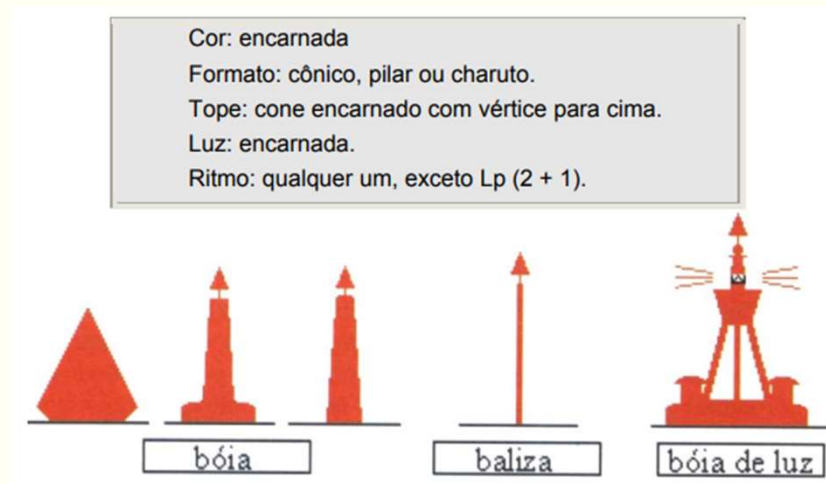 Cor: encarnada
Formato: cônico, pilar ou charuto.
Tope: cone encarnado com vértice para cima.
Luz: encarnada.
Ritmo: qualquer um, exceto Lp (2 + 1).
bóia
baliza
bóia de luz